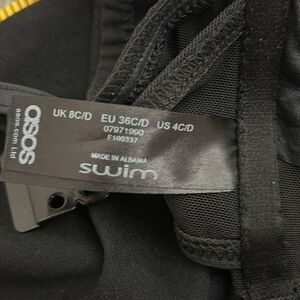 asos
asos.com Ltd
UK 8C/D EU 36C/D US 4C/D
07971990
F100337
MADE IN ALBANIA
swim